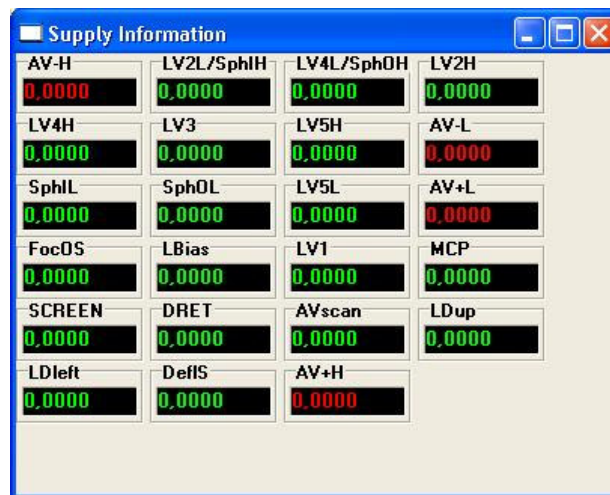 Supply Information
AV-H LV2L/SphIH LV4L/SphOH LV2H
0,0000 0,0000 0,0000 0,0000
LV4H LV3 LV5H AV-L
0,0000 0,0000 0,0000 0,0000
SphIL SphOL LV5L AV+L
0,0000 0,0000 0,0000 0,0000
FocOS LBias LV1 MCP
0,0000 0,0000 0,0000 0,0000
SCREEN DRET AVscan LDup
0,0000 0,0000 0,0000 0,0000
LDleft DeflS AV+H
0,0000 0,0000 0,0000